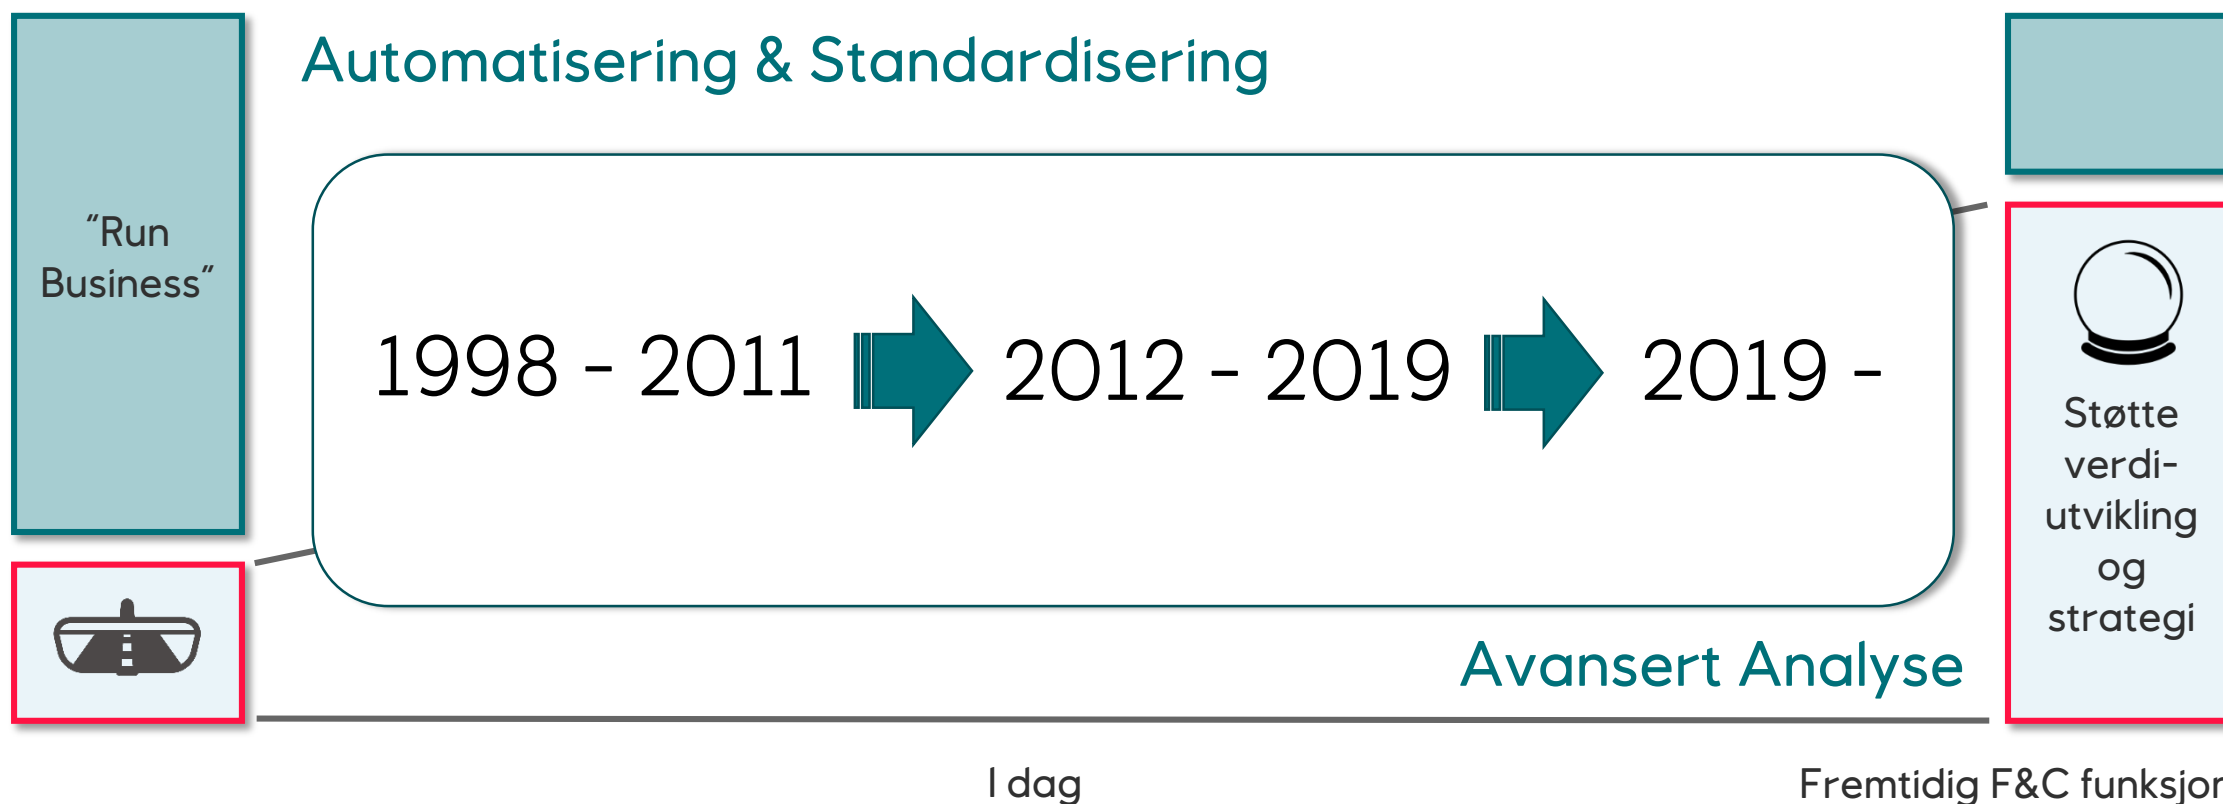 Automatisering & Standardisering
“Run
Business”
1998 - 2011
2012 - 2019
2019 -
Støtte
verdi-
utvikling
og
strategi
Avansert Analyse
I dag
Fremtidig F&C funksjon